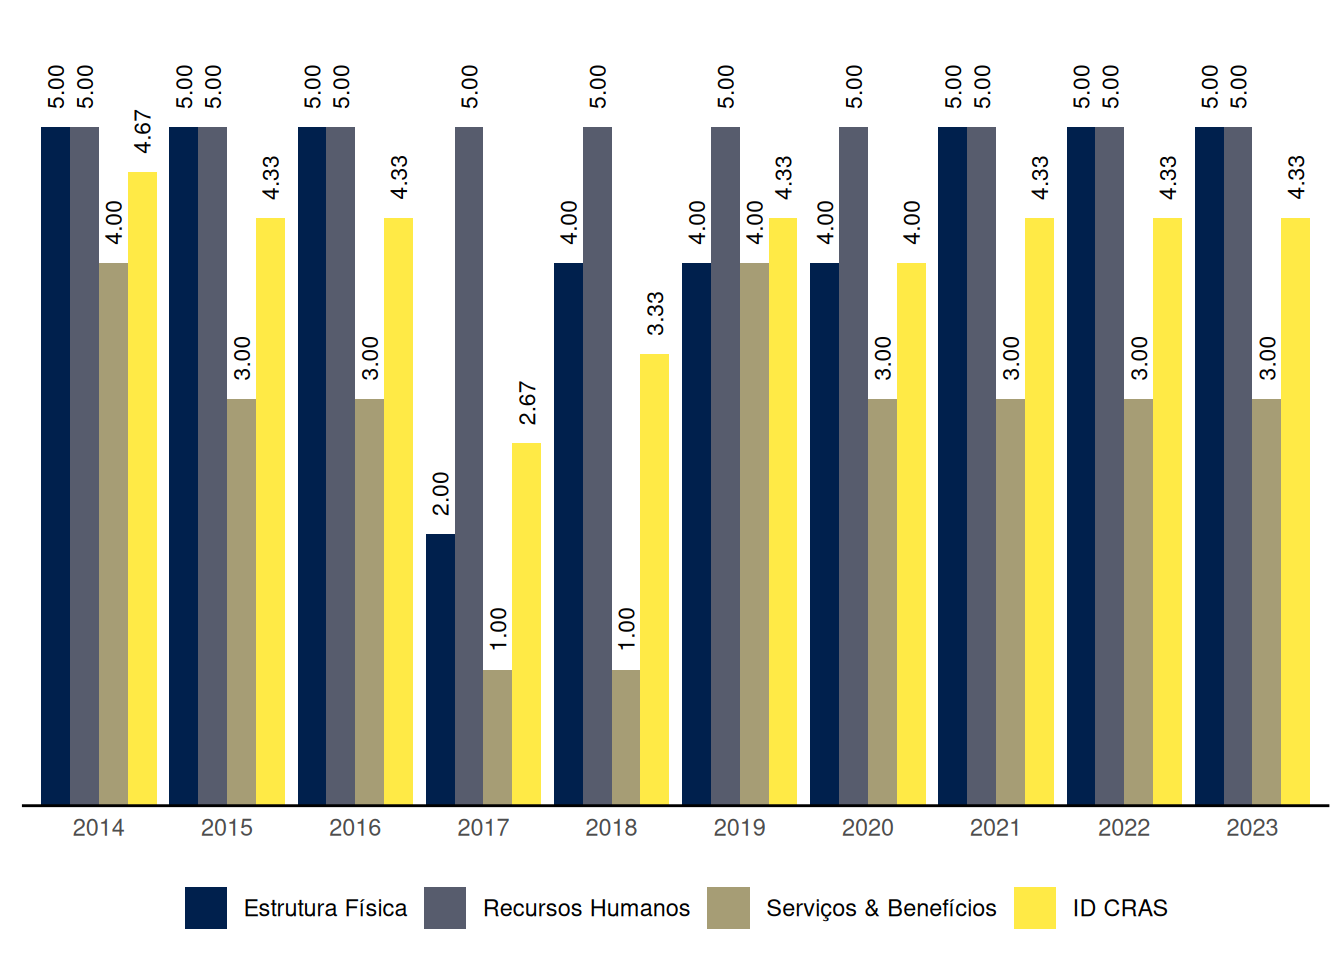 5.00 5.00 4.00 4.67 5.00 5.00 3.00 4.33 5.00 5.00 3.00 4.33 2.00 5.00 1.00 2.67 4.00 5.00 1.00 3.33 4.00 5.00 4.00 4.33 4.00 5.00 3.00 4.00 5.00 5.00 3.00 4.33 5.00 5.00 3.00 4.33 5.00 5.00 3.00 4.33
2014 2015 2016 2017 2018 2019 2020 2021 2022 2023
Estrutura Física Recursos Humanos Serviços & Benefícios ID CRAS